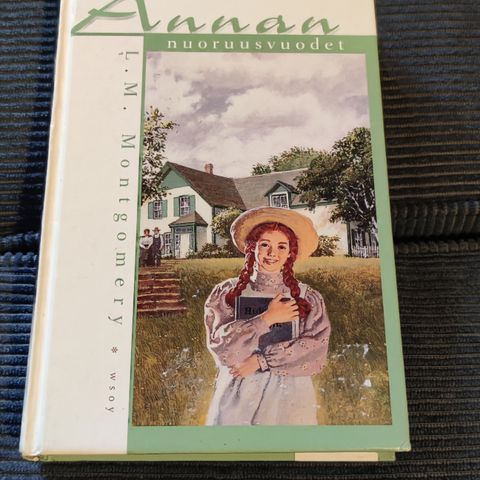 Annan
nuoruusvuodet
L. M. Montgomery * wsoy